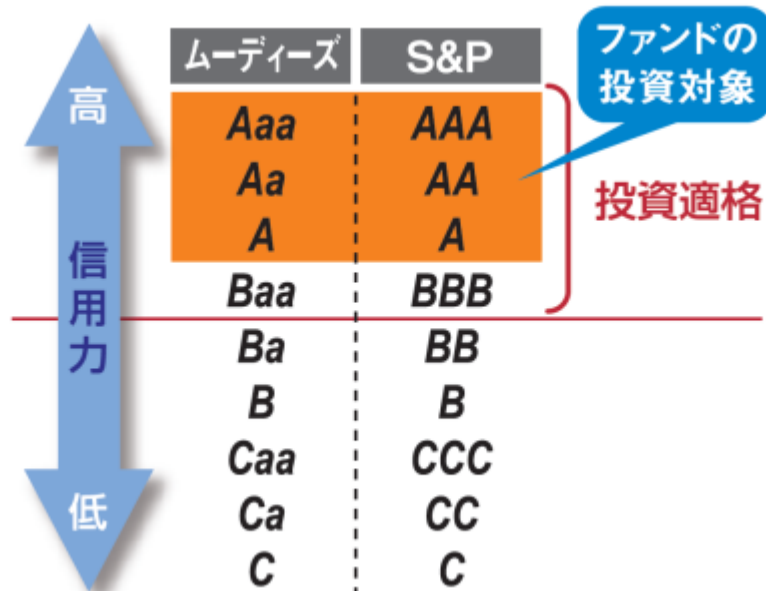 ファンドの
投資対象
ムーディーズ S&P
高
Aaa AAA
Aa AA
A A
投資適格
Baa BBB
信用力
Ba BB
B B
Caa CCC
Ca CC
低
C C